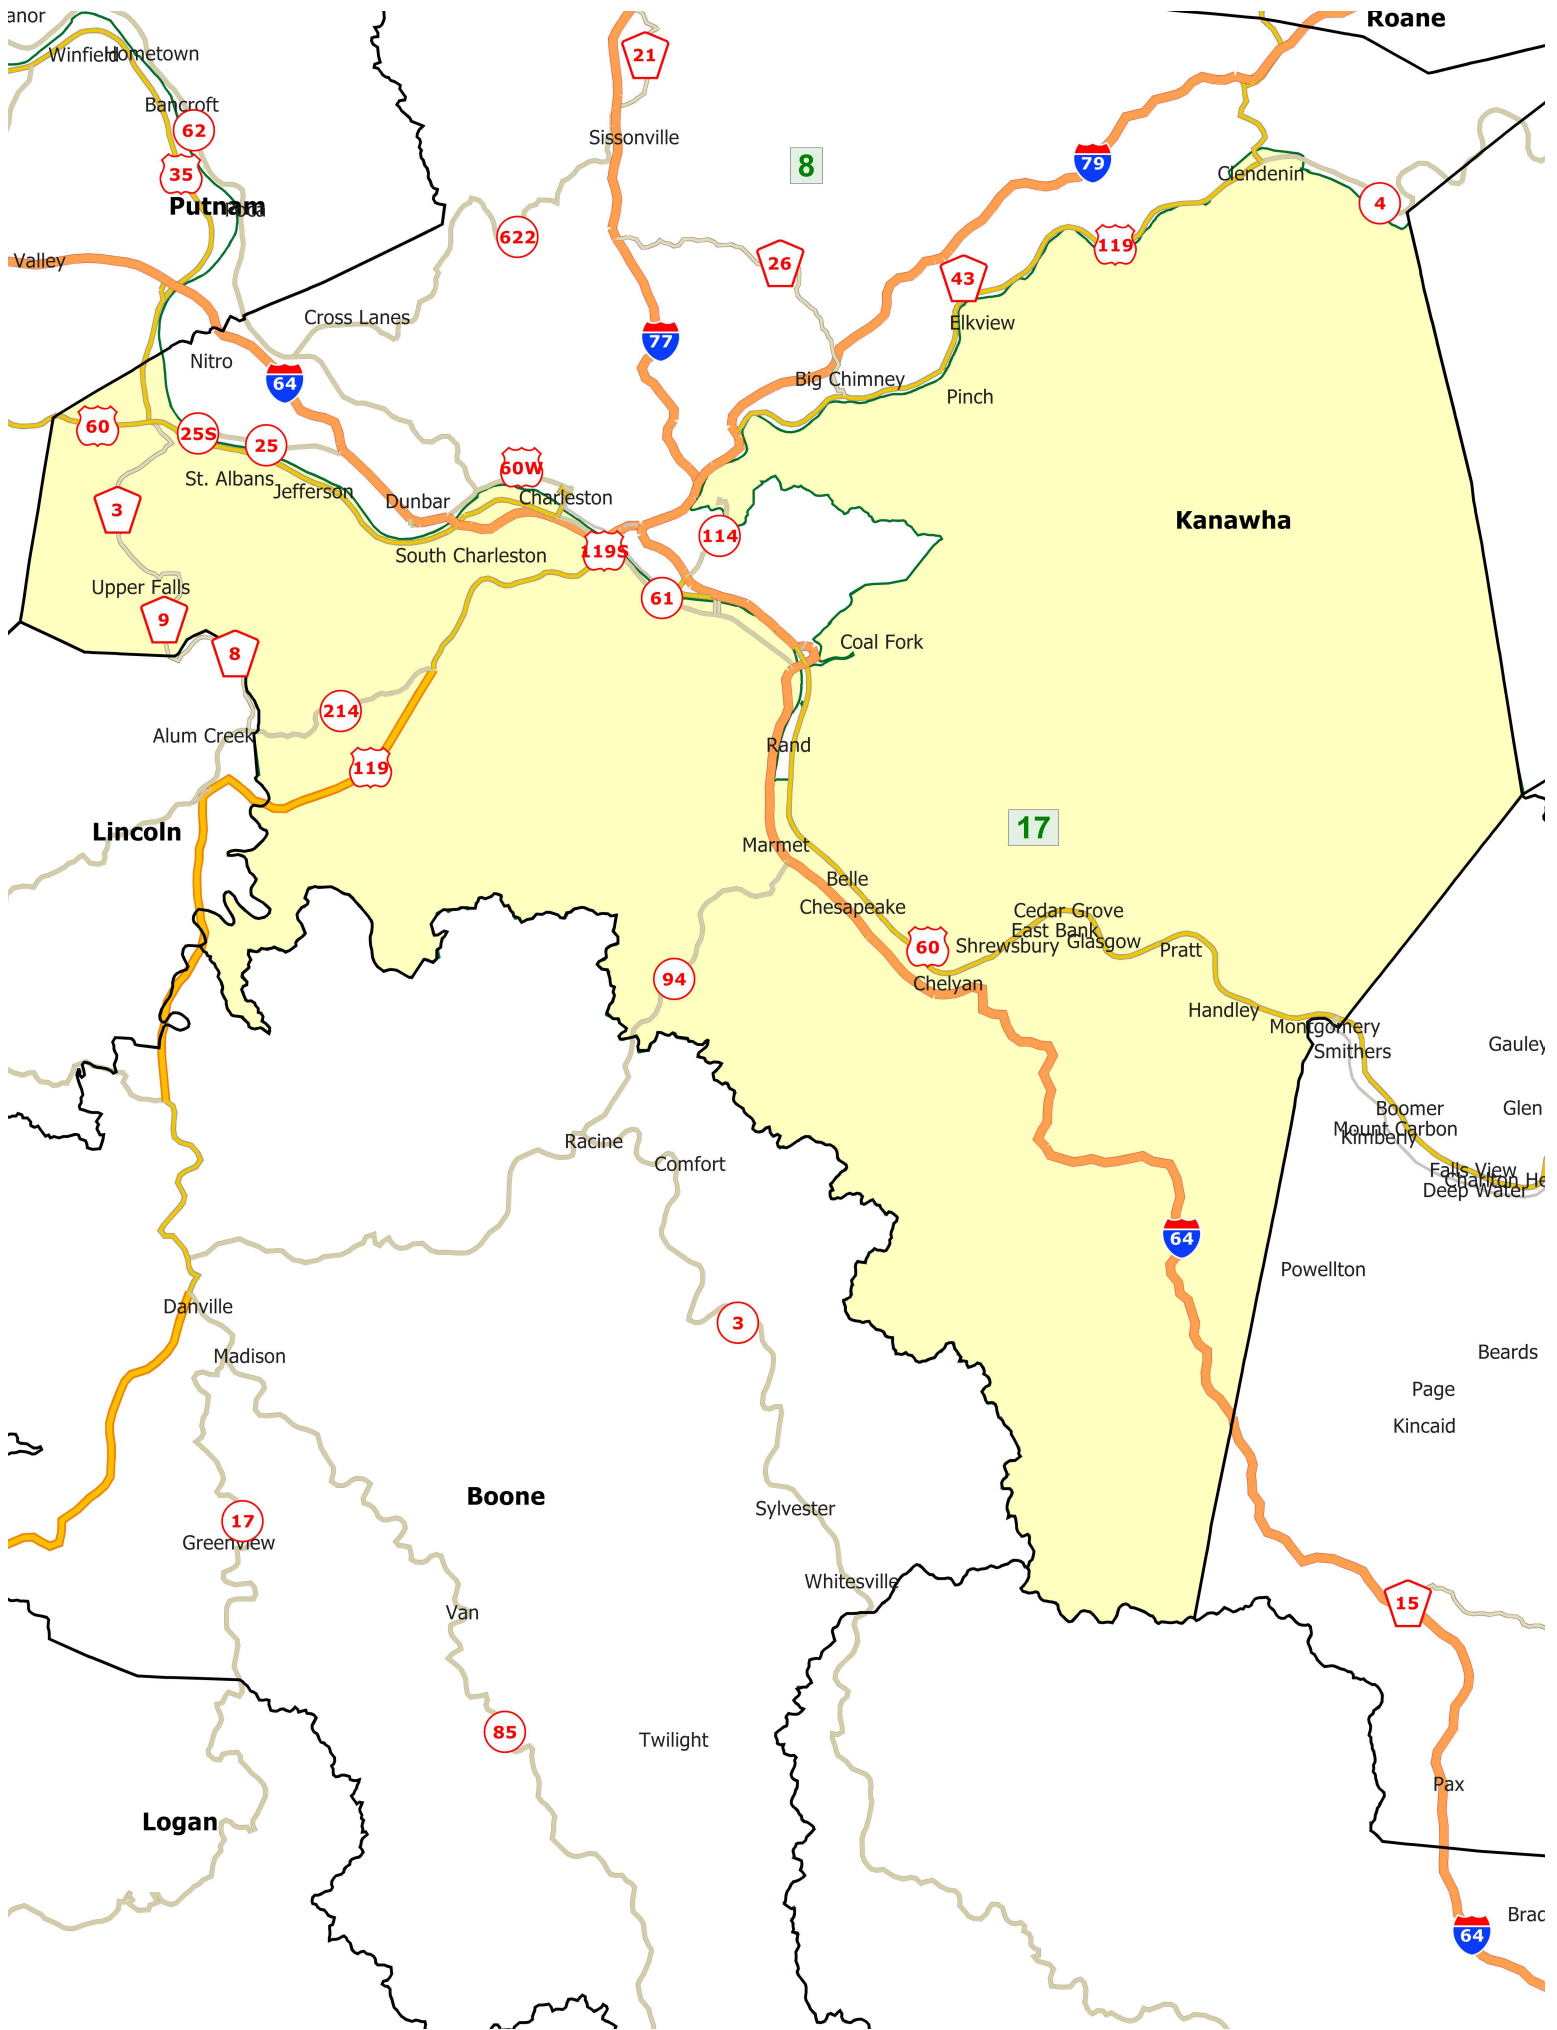 anor
Roane
Winfield
Hometown
21
Bancroft
62
Sissonville
8
79
35
Clendenin
4
Putnam
Poca
622
119
Valley
26
43
Cross Lanes
Elkview
77
Nitro
64
Big Chimney
Pinch
60
25S
25
60W
St. Albans
Jefferson
Dunbar
Charleston
3
Kanawha
114
South Charleston
119S
Upper Falls
61
9
8
Coal Fork
214
Alum Creek
Rand
119
Lincoln
17
Marmet
Belle
Chesapeake
Cedar Grove
East Bank
60
Shrewsbury
Glasgow
Pratt
94
Chelyan
Handley
Montgomery
Smithers
Gauley
Boomer
Glen
Mount Carbon
Kimberly
Racine
Comfort
Falls View
Charlton He
Deep Water
64
Powellton
Danville
3
Madison
Beards
Page
Kincaid
Boone
Sylvester
17
Greenview
Whitesville
15
Van
85
Twilight
Pax
Logan
Brad
64